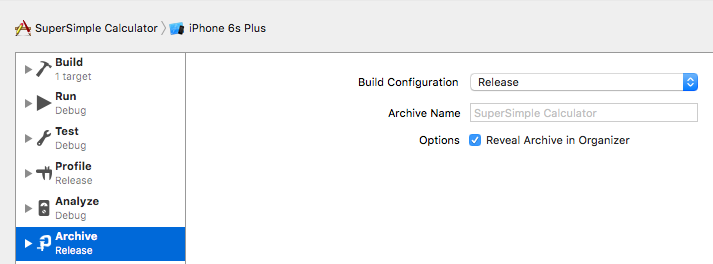 SuperSimple Calculator iPhone 6s Plus
Build
1 target
Run
Debug
Test
Debug
Profile
Release
Analyze
Debug
Archive
Release
Build Configuration Release
Archive Name SuperSimple Calculator
Options Reveal Archive in Organizer